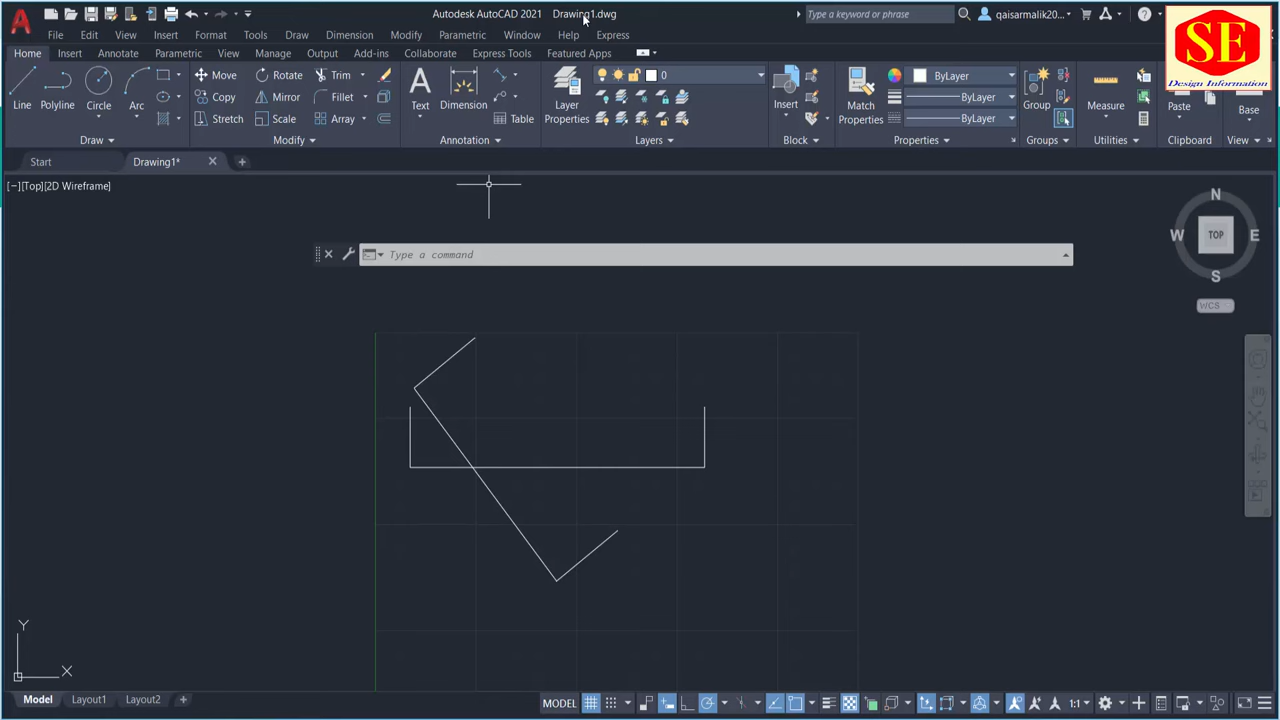 Autodesk AutoCAD 2021 Drawing1.dwg
Type a keyword or phrase
qaisarmalik20...
File Edit View Insert Format Tools Draw Dimension Modify Parametric Window Help Express
Home Insert Annotate Parametric View Manage Output Add-ins Collaborate Express Tools Featured Apps
SE
Design Information
Line Polyline Circle Arc
Move Rotate Trim
Copy Mirror Fillet
Stretch Scale Array
Text Dimension Table
Layer Properties
0
Insert
Match Properties
ByLayer
ByLayer
ByLayer
Group
Measure
Paste
Base
Draw Modify Annotation Layers Block Properties Groups Utilities Clipboard View
Start Drawing1*
[−][Top][2D Wireframe]
Type a command
N
W TOP E
S
WCS
Y
X
Model Layout1 Layout2
MODEL
1:1